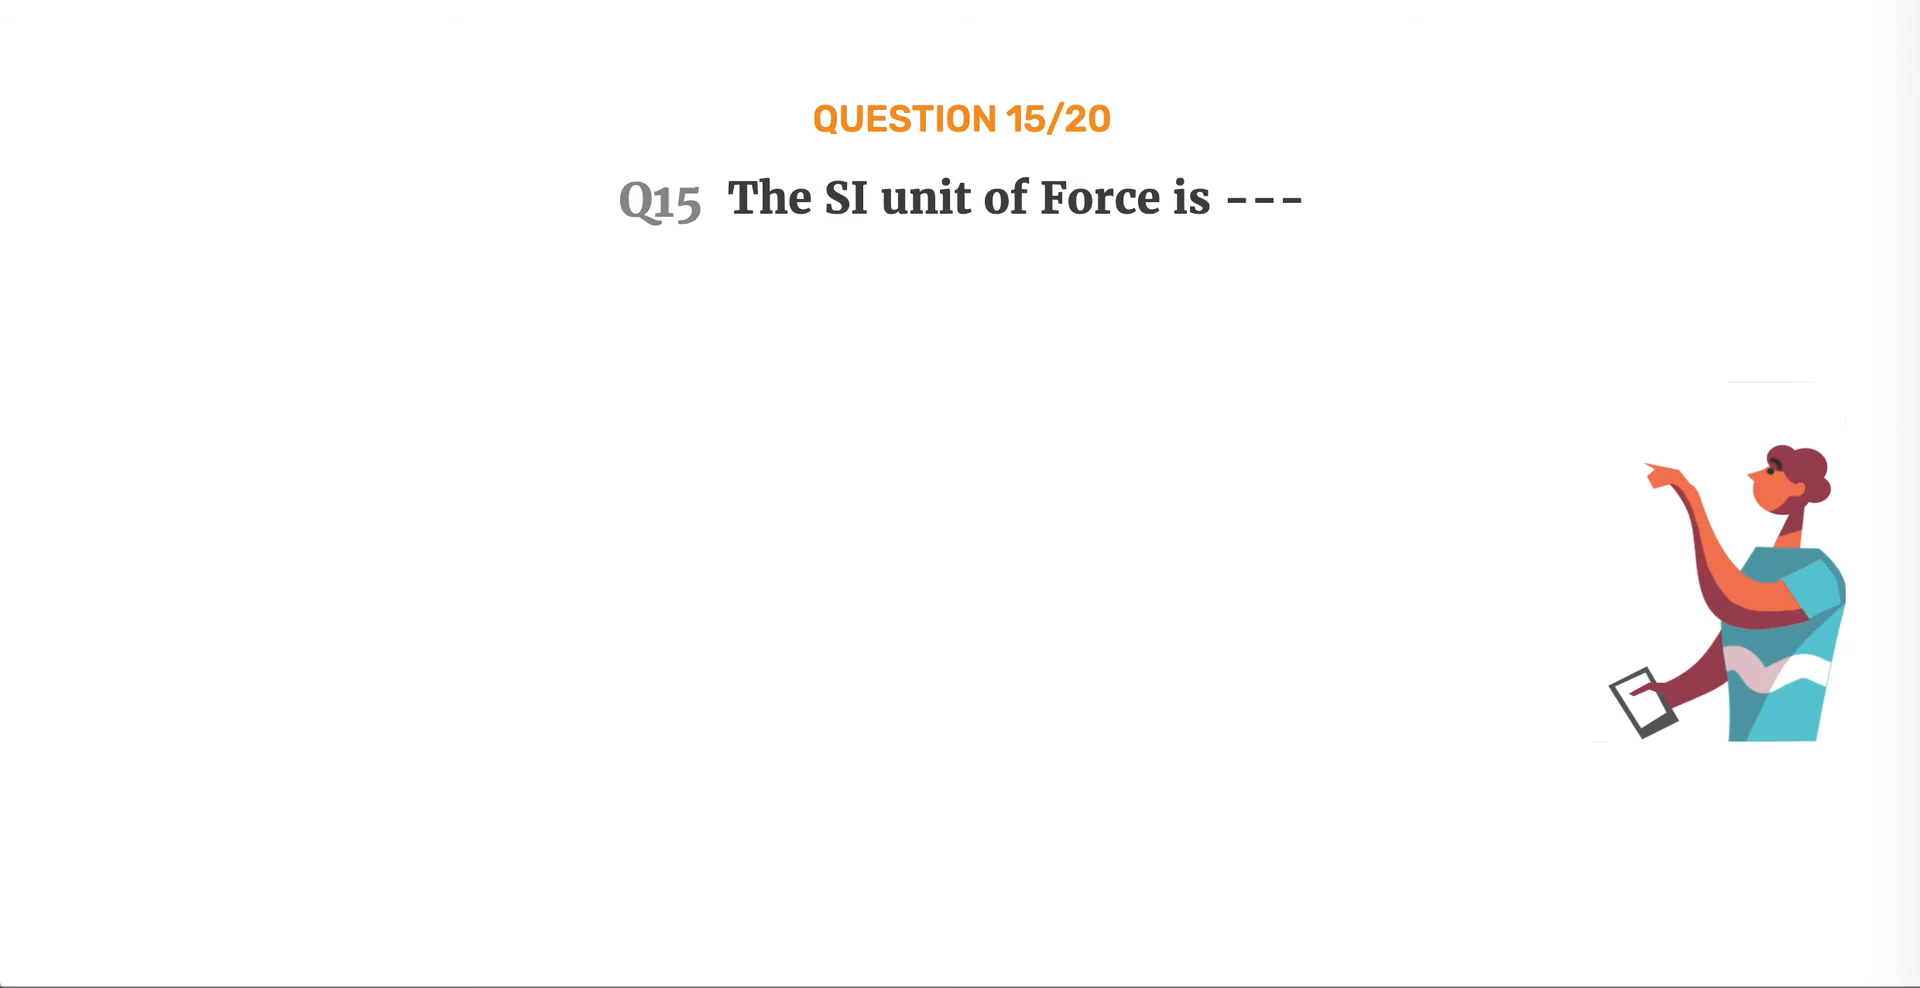 QUESTION 15/20
Q15 The SI unit of Force is ---